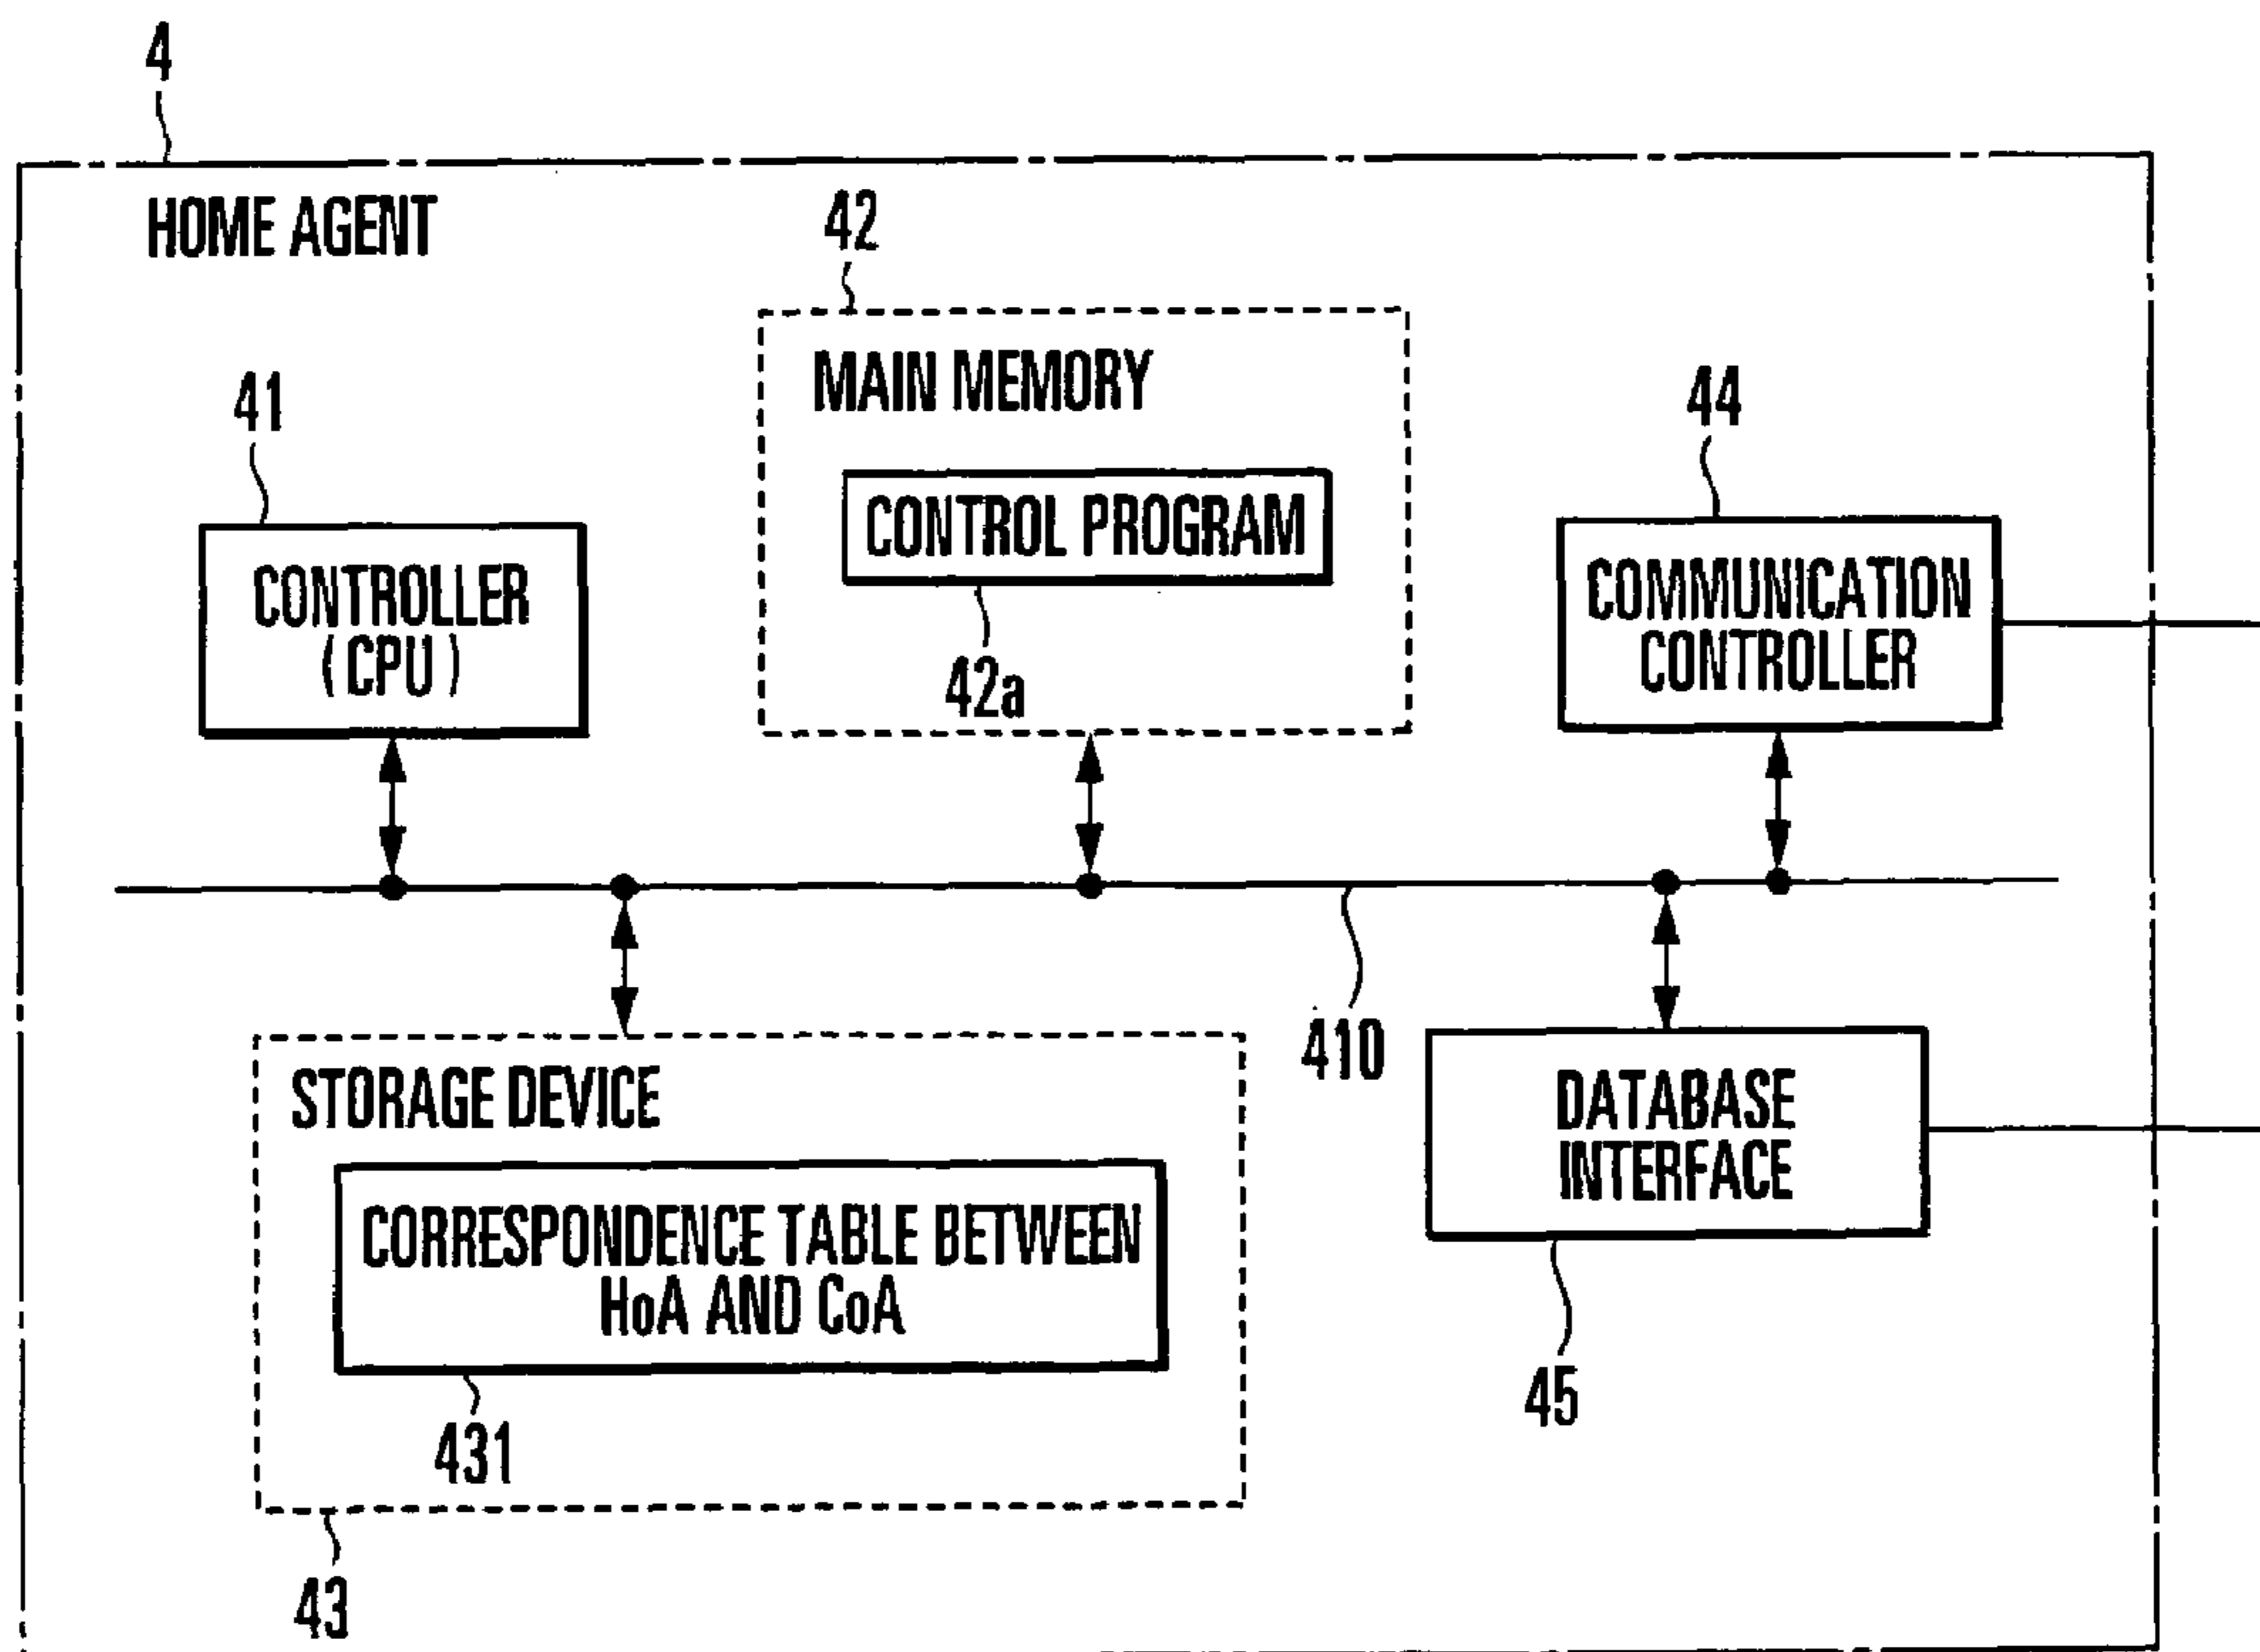 4
HOME AGENT
42
MAIN MEMORY
41
44
CONTROL PROGRAM
CONTROLLER
(CPU)
COMMUNICATION
CONTROLLER
42a
410
STORAGE DEVICE
DATABASE
INTERFACE
CORRESPONDENCE TABLE BETWEEN
HoA AND CoA
45
431
43